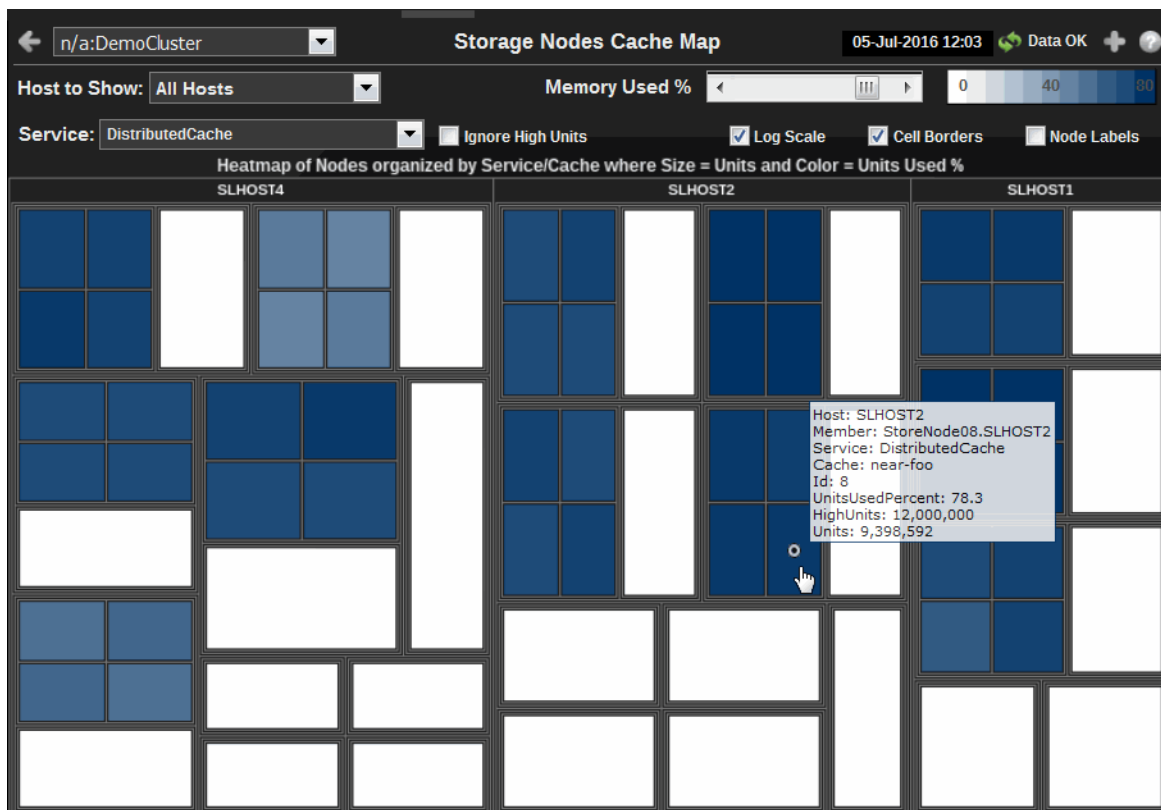 n/a:DemoCluster
Storage Nodes Cache Map
05-Jul-2016 12:03
Data OK
+
?
Host to Show:
All Hosts
Memory Used %
0
40
80
Service:
DistributedCache
Ignore High Units
Log Scale
Cell Borders
Node Labels
Heatmap of Nodes organized by Service/Cache where Size = Units and Color = Units Used %
SLHOST4
SLHOST2
SLHOST1
Host: SLHOST2
Member: StoreNode08.SLHOST2
Service: DistributedCache
Cache: near-foo
Id: 8
UnitsUsedPercent: 78.3
HighUnits: 12,000,000
Units: 9,398,592